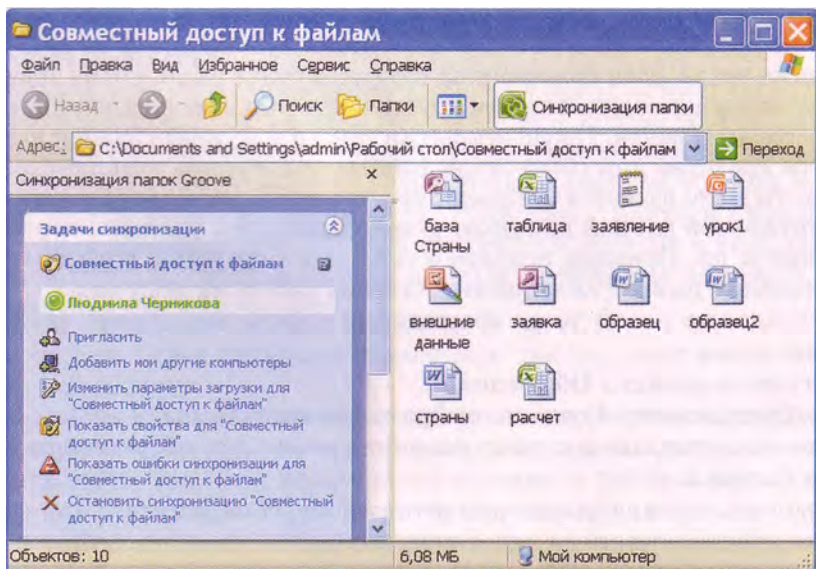 Совместный доступ к файлам
Файл Правка Вид Избранное Сервис Справка
Назад Поиск Папки Синхронизация папки
Адрес: C:\Documents and Settings\admin\Рабочий стол\Совместный доступ к файлам Переход
Синхронизация папок Groove
Задачи синхронизации
Совместный доступ к файлам
Людмила Черникова
Пригласить
Добавить мои другие компьютеры
Изменить параметры загрузки для
"Совместный доступ к файлам"
Показать свойства для "Совместный
доступ к файлам"
Показать ошибки синхронизации для
"Совместный доступ к файлам"
Остановить синхронизацию "Совместный
доступ к файлам"
база
Страны
таблица
заявление
урок1
внешние
данные
заявка
образец
образец2
страны
расчет
Объектов: 10 6,08 МБ Мой компьютер